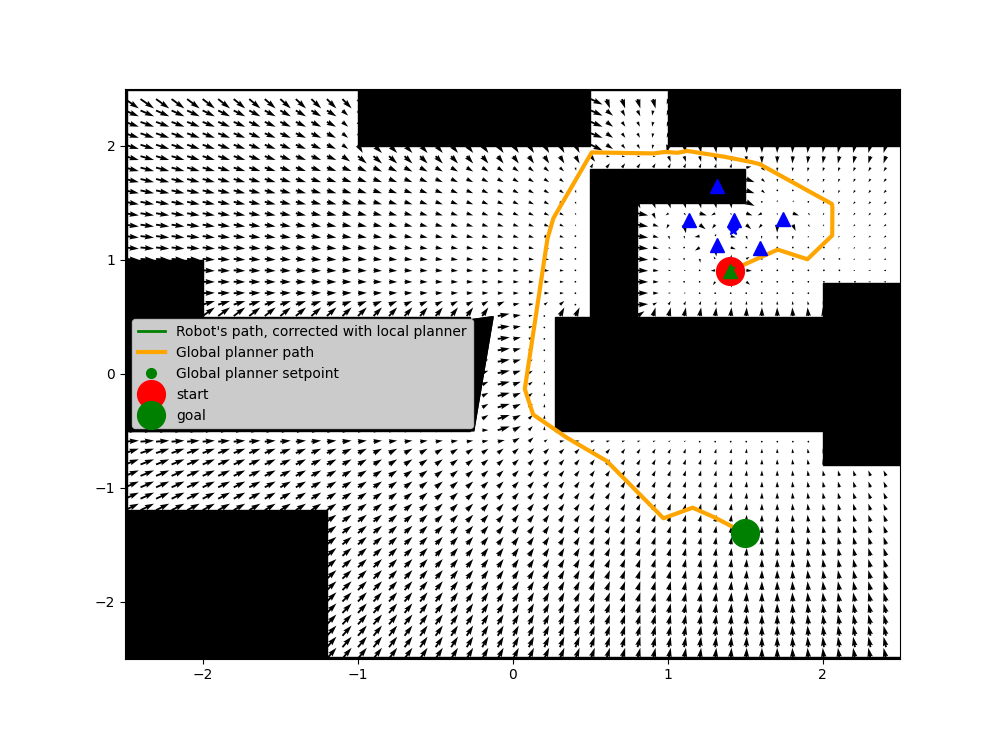 2
1
0
−1
−2
Robot's path, corrected with local planner
Global planner path
Global planner setpoint
start
goal
−2
−1
0
1
2